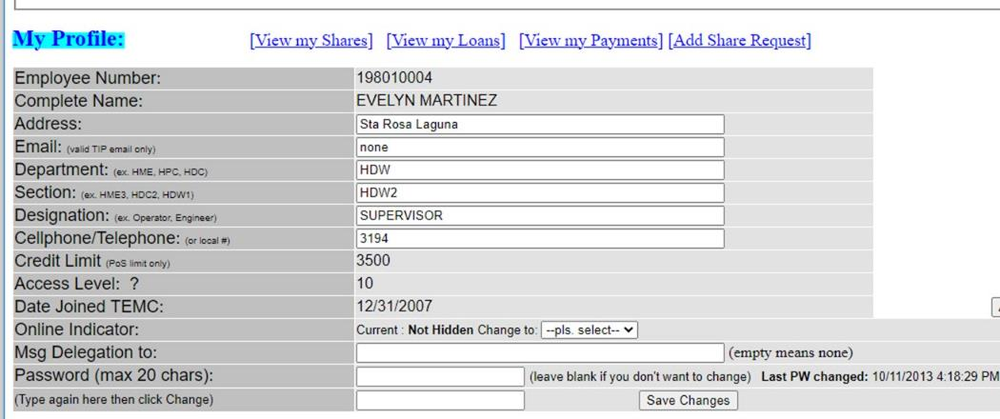 My Profile: [View my Shares] [View my Loans] [View my Payments] [Add Share Request]
Employee Number: 198010004
Complete Name: EVELYN MARTINEZ
Address: Sta Rosa Laguna
Email: (valid TIP email only) none
Department: (ex. HME, HPC, HDC) HDW
Section: (ex. HME3, HDC2, HDW1) HDW2
Designation: (ex. Operator, Engineer) SUPERVISOR
Cellphone/Telephone: (or local #) 3194
Credit Limit (PoS limit only) 3500
Access Level: ? 10
Date Joined TEMC: 12/31/2007
Online Indicator: Current : Not Hidden Change to: --pls. select--
Msg Delegation to: (empty means none)
Password (max 20 chars): (leave blank if you don't want to change) Last PW changed: 10/11/2013 4:18:29 PM
(Type again here then click Change) Save Changes